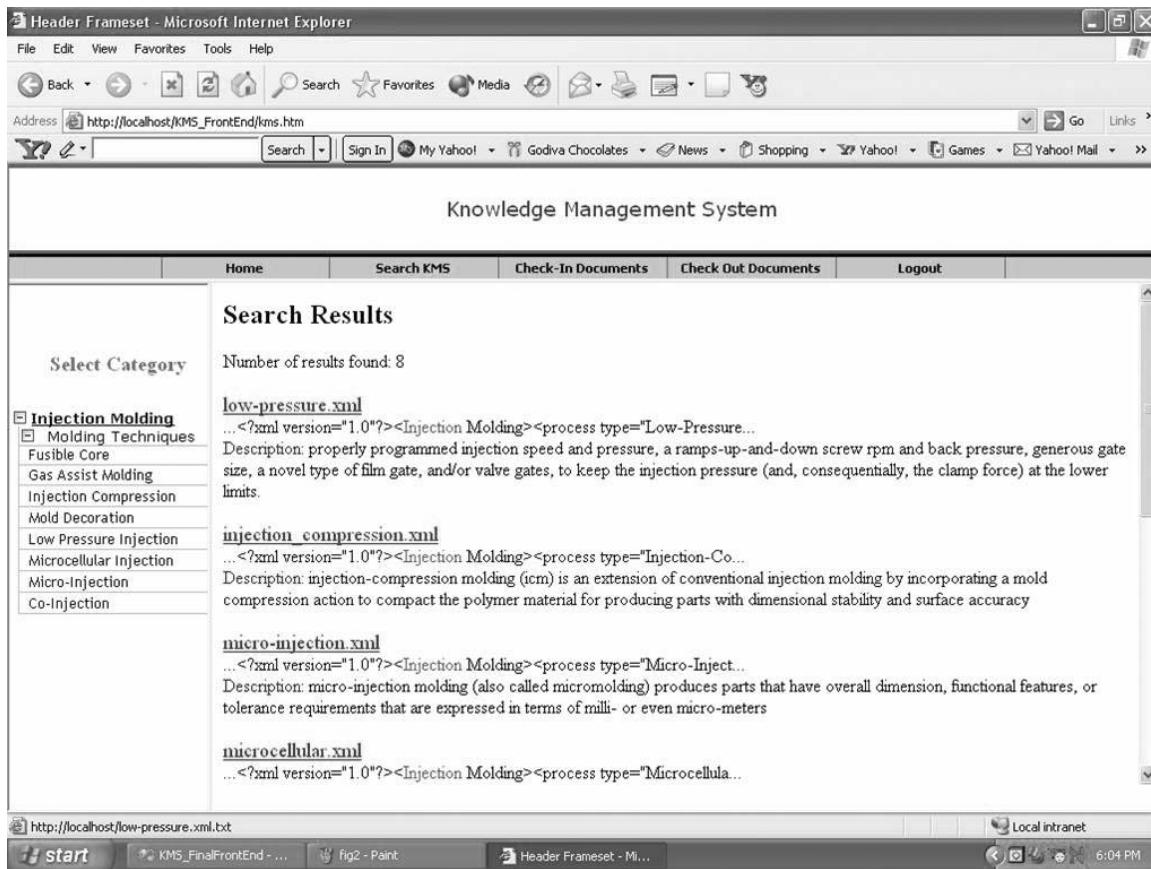 Header Frameset - Microsoft Internet Explorer
File Edit View Favorites Tools Help
Back Search Favorites Media
Address http://localhost/KMS_FrontEnd/kms.htm Go Links
Search Sign In My Yahoo! Godiva Chocolates News Shopping Yahoo! Games Yahoo! Mail
Knowledge Management System
Home Search KMS Check-In Documents Check Out Documents Logout
Search Results
Select Category
Number of results found: 8
Injection Molding
Molding Techniques
Fusible Core
Gas Assist Molding
Injection Compression
Mold Decoration
Low Pressure Injection
Microcellular Injection
Micro-Injection
Co-Injection
low-pressure.xml
...<?xml version="1.0"?><Injection Molding><process type="Low-Pressure...
Description: properly programmed injection speed and pressure, a ramps-up-and-down screw rpm and back pressure, generous gate
size, a novel type of film gate, and/or valve gates, to keep the injection pressure (and, consequentially, the clamp force) at the lower
limits.
injection_compression.xml
...<?xml version="1.0"?><Injection Molding><process type="Injection-Co...
Description: injection-compression molding (icm) is an extension of conventional injection molding by incorporating a mold
compression action to compact the polymer material for producing parts with dimensional stability and surface accuracy
micro-injection.xml
...<?xml version="1.0"?><Injection Molding><process type="Micro-Inject...
Description: micro-injection molding (also called micromolding) produces parts that have overall dimension, functional features, or
tolerance requirements that are expressed in terms of milli- or even micro-meters
microcellular.xml
...<?xml version="1.0"?><Injection Molding><process type="Microcellula...
http://localhost/low-pressure.xml.txt Local intranet
start KMS_FinalFrontEnd - ... fig2 - Paint Header Frameset - Mi... 6:04 PM